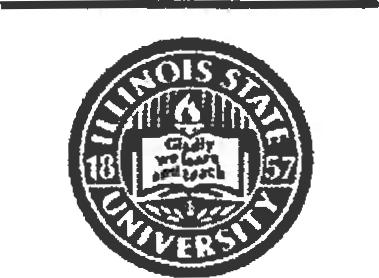 ILLINOIS STATE
Gladly
we learn
and teach
18 57
UNIVERSITY